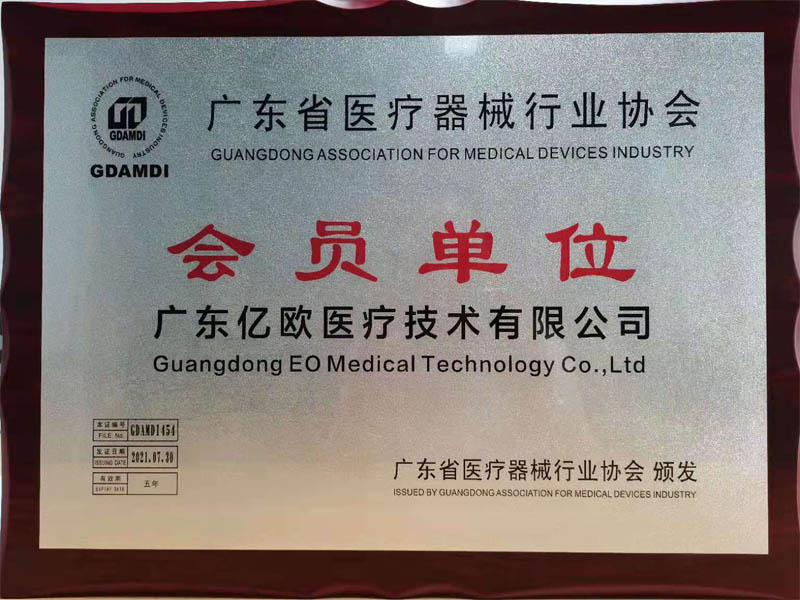 GUANGDONG ASSOCIATION FOR MEDICAL DEVICES INDUSTRY
GDAMDI
GDAMDI
广东省医疗器械行业协会
GUANGDONG ASSOCIATION FOR MEDICAL DEVICES INDUSTRY
会员单位
广东亿欧医疗技术有限公司
Guangdong EO Medical Technology Co.,Ltd
本证编号
FILE No.
GDAMDI454
发证日期
ISSUING DATE
2021.07.30
有效期
EXPIRY DATE
五年
广东省医疗器械行业协会 颁发
ISSUED BY GUANGDONG ASSOCIATION FOR MEDICAL DEVICES INDUSTRY